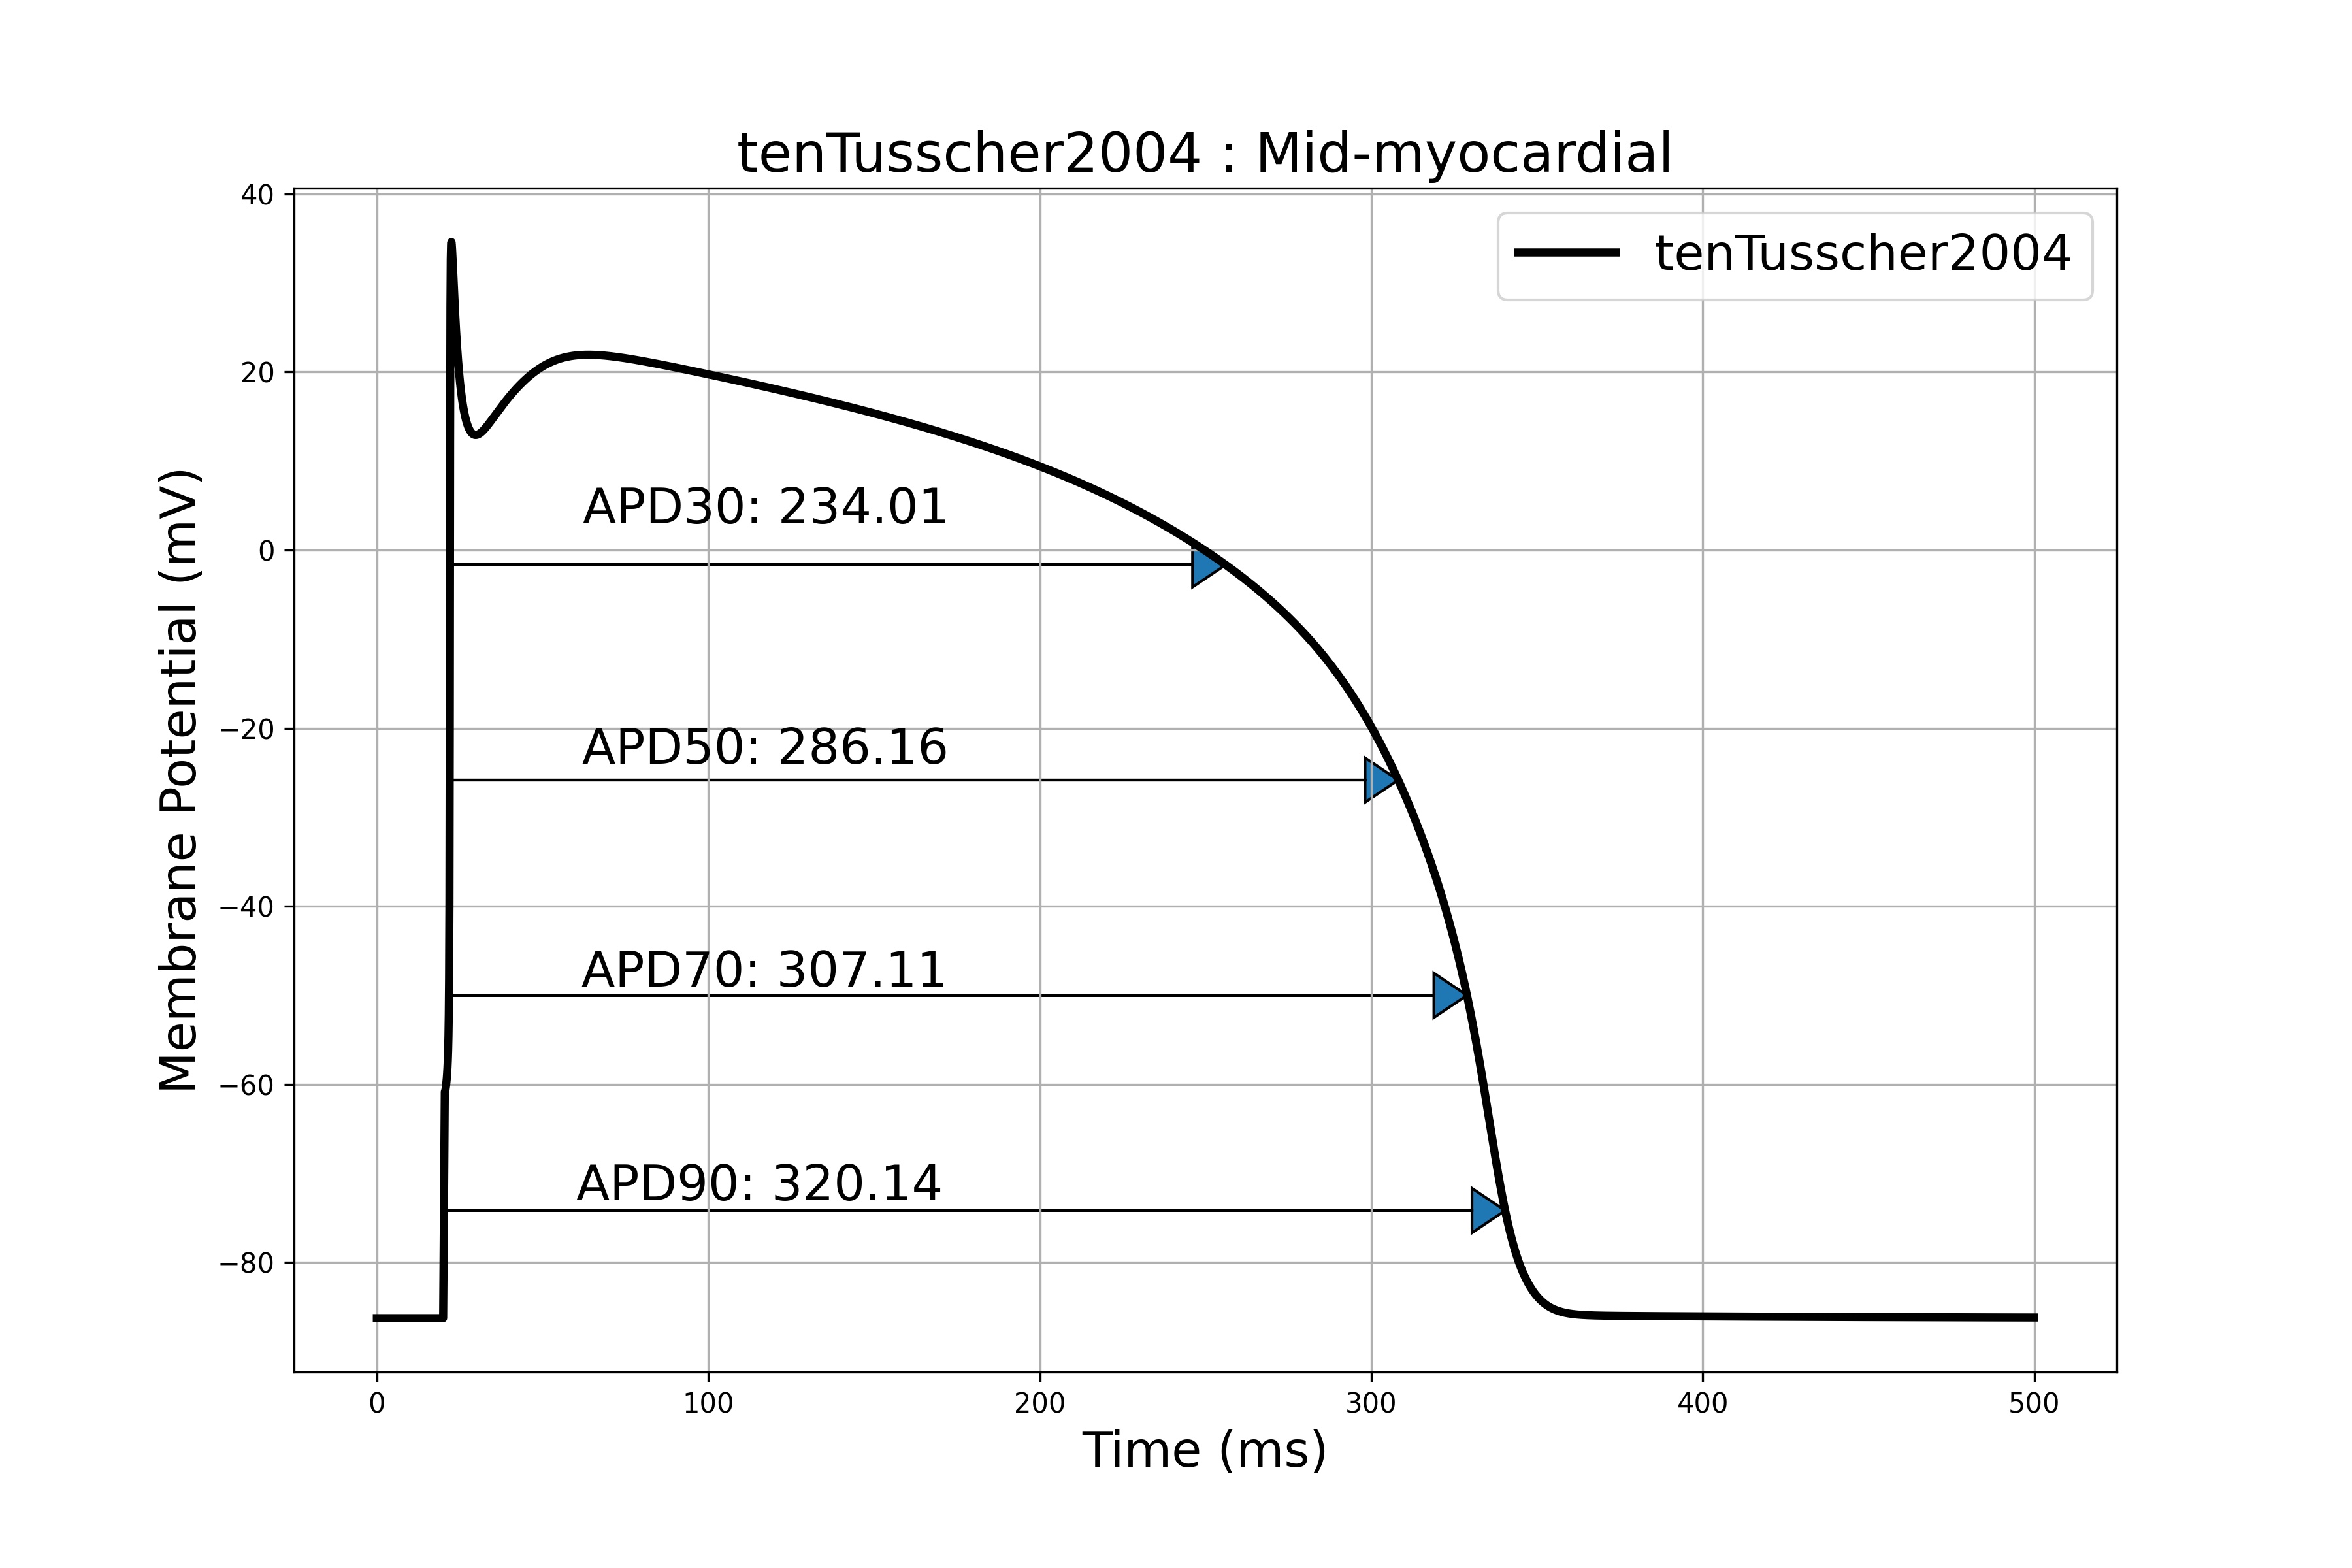 tenTusscher2004 : Mid-myocardial
tenTusscher2004
Membrane Potential (mV)
40
20
0
−20
−40
−60
−80
APD30: 234.01
APD50: 286.16
APD70: 307.11
APD90: 320.14
0 100 200 300 400 500
Time (ms)